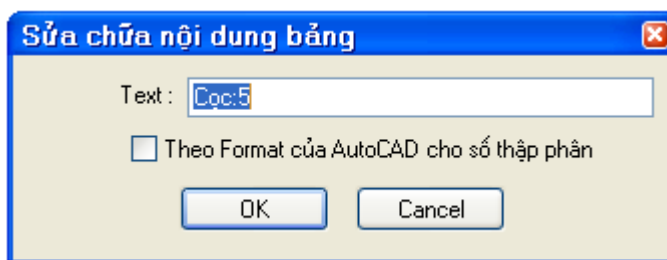 Sửa chữa nội dung bảng
Text : Cọc:5
Theo Format của AutoCAD cho số thập phân
OK Cancel